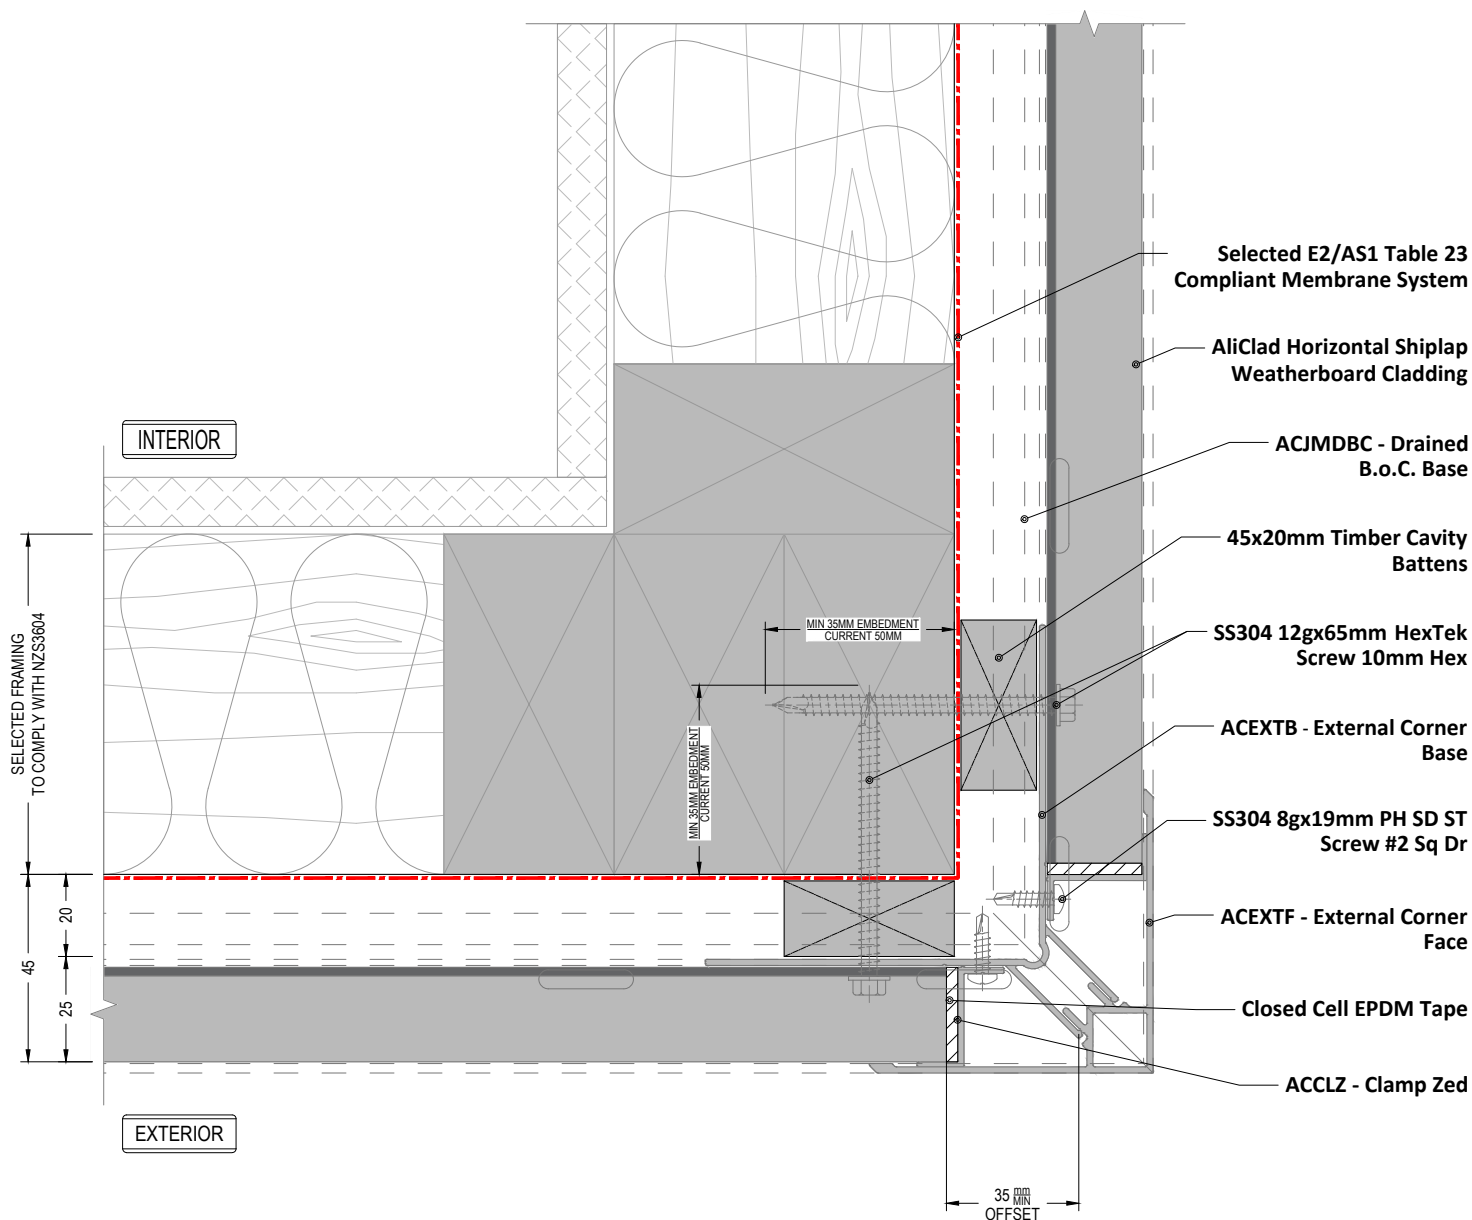 Selected E2/AS1 Table 23
Compliant Membrane System
AliClad Horizontal Shiplap
Weatherboard Cladding
INTERIOR
ACJMDBC - Drained
B.o.C. Base
45x20mm Timber Cavity
Battens
MIN 35MM EMBEDMENT
CURRENT 50MM
SS304 12gx65mm HexTek
Screw 10mm Hex
SELECTED FRAMING
TO COMPLY WITH NZS3604
MIN 35MM EMBEDMENT
CURRENT 50MM
ACEXTB - External Corner
Base
SS304 8gx19mm PH SD ST
Screw #2 Sq Dr
20
45
25
ACEXTF - External Corner
Face
Closed Cell EPDM Tape
ACCLZ - Clamp Zed
EXTERIOR
35 mm MIN
OFFSET